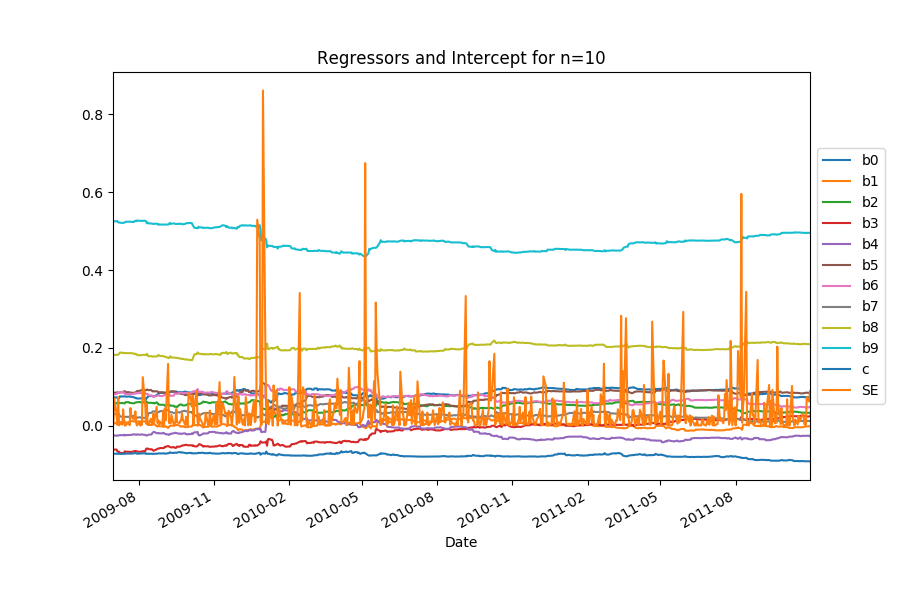 Regressors and Intercept for n=10
0.8
0.6
0.4
0.2
0.0
2009-08
2009-11
2010-02
2010-05
2010-08
2010-11
2011-02
2011-05
2011-08
Date
b0
b1
b2
b3
b4
b5
b6
b7
b8
b9
c
SE